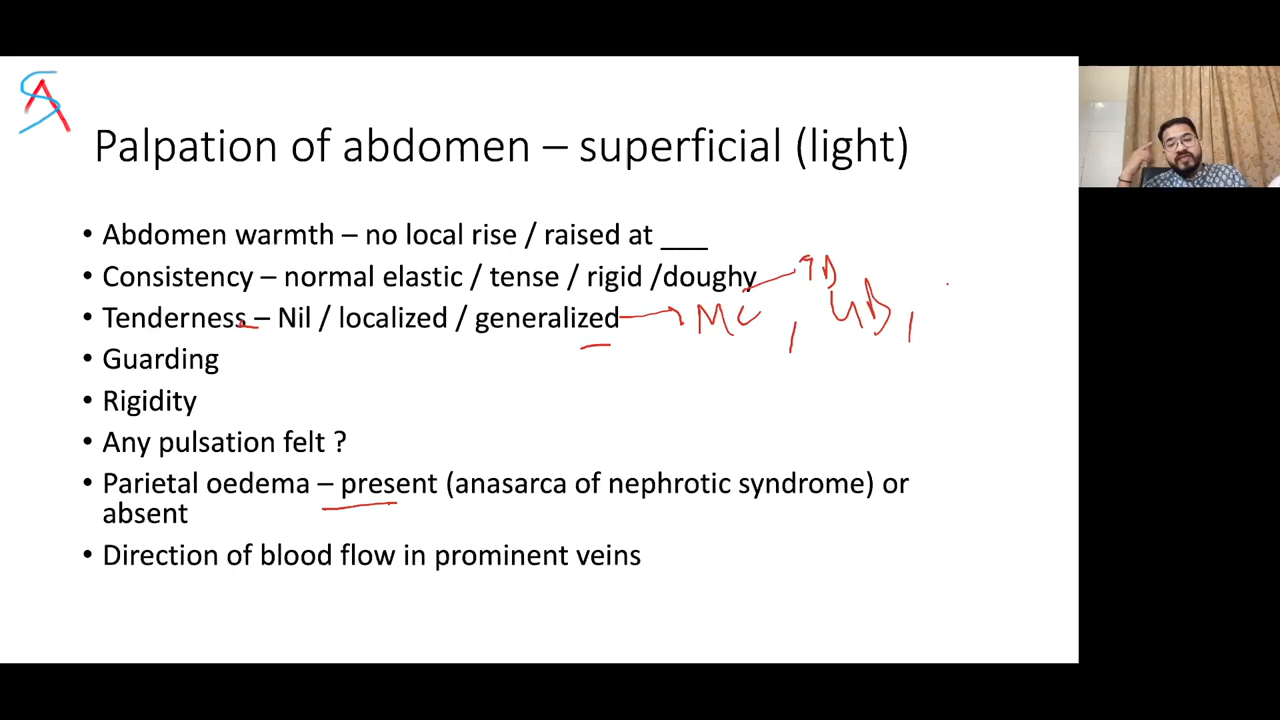 SA
Palpation of abdomen – superficial (light)
• Abdomen warmth – no local rise / raised at ___
• Consistency – normal elastic / tense / rigid /doughy
• Tenderness – Nil / localized / generalized
• Guarding
• Rigidity
• Any pulsation felt ?
• Parietal oedema – present (anasarca of nephrotic syndrome) or
absent
• Direction of blood flow in prominent veins